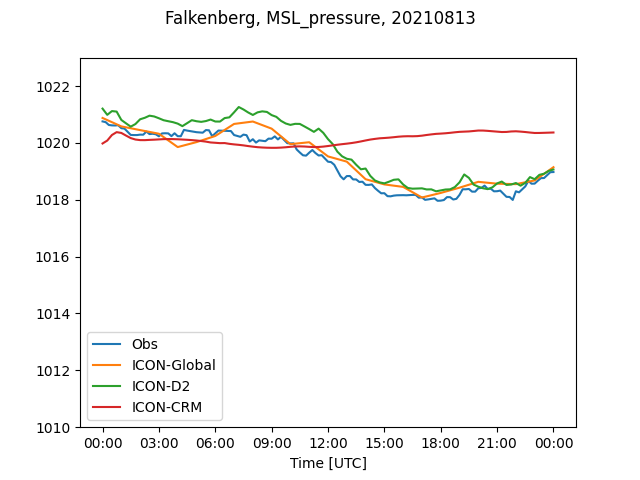 Falkenberg, MSL_pressure, 20210813
1022
1020
1018
1016
1014
1012
1010
Obs
ICON-Global
ICON-D2
ICON-CRM
00:00 03:00 06:00 09:00 12:00 15:00 18:00 21:00 00:00
Time [UTC]